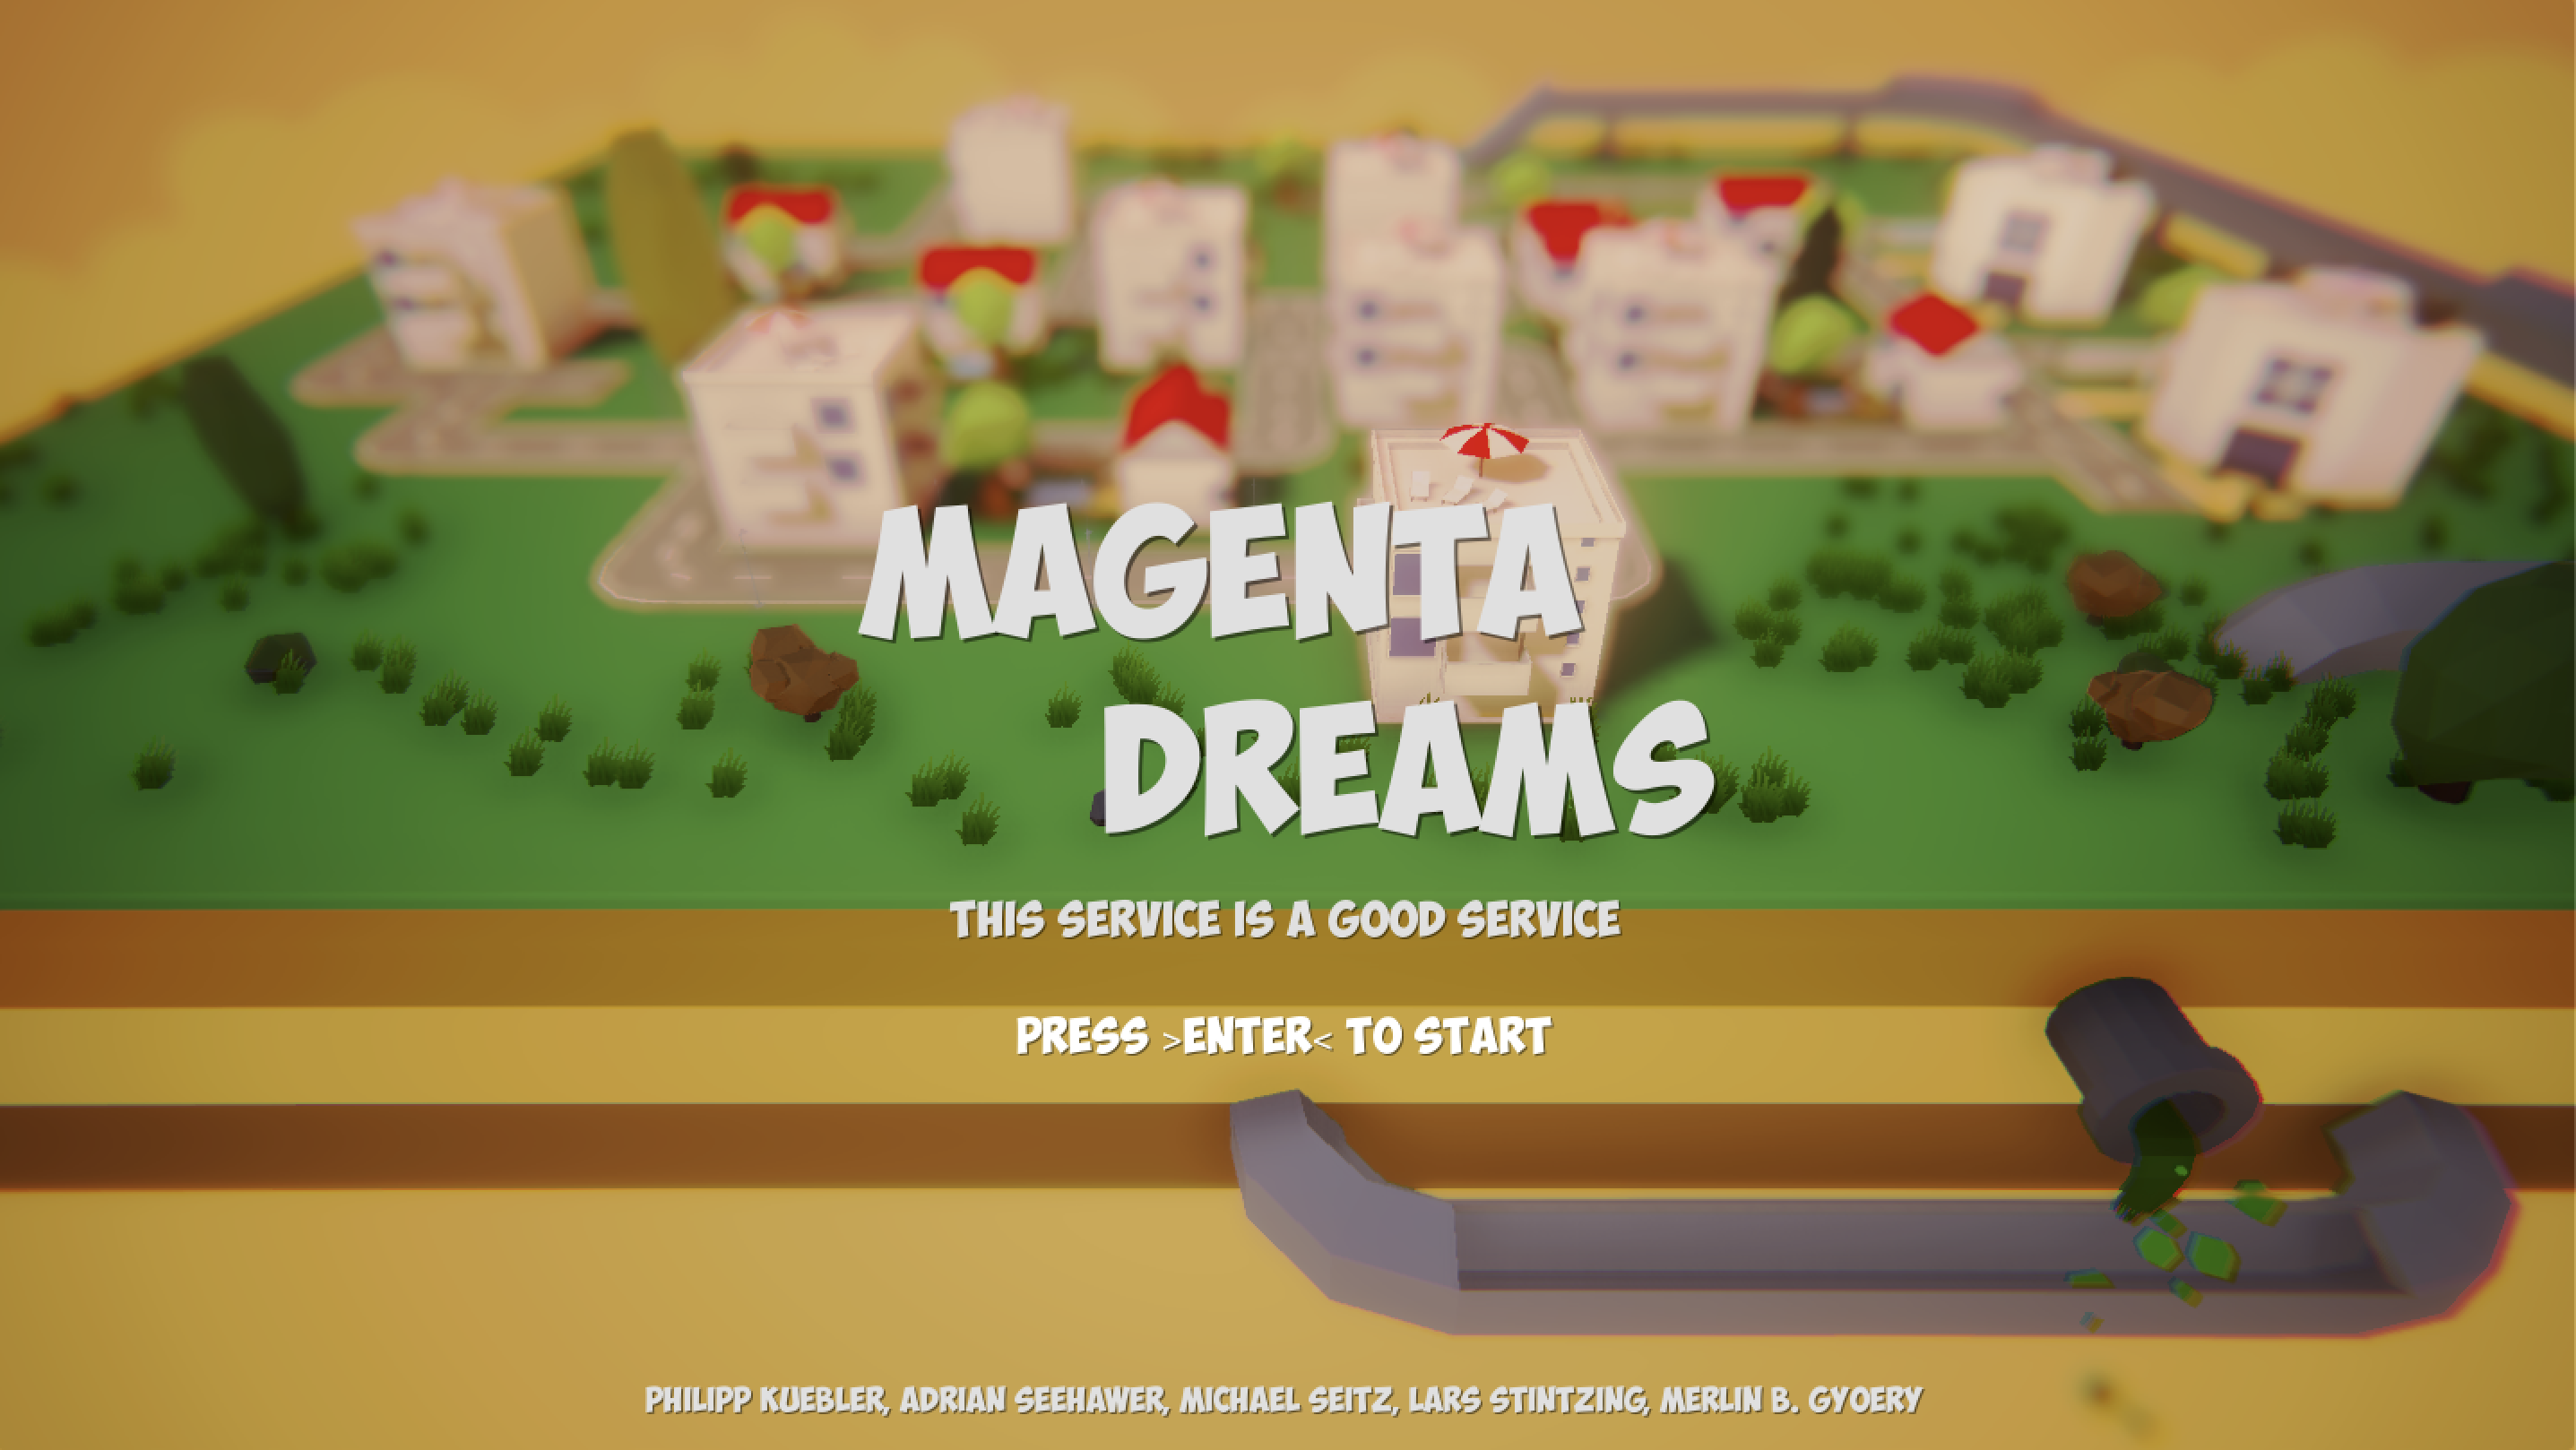 MAGENTA
DREAMS
THIS SERVICE IS A GOOD SERVICE
PRESS >ENTER< TO START
PHILIPP KUEBLER, ADRIAN SEEHAWER, MICHAEL SEITZ, LARS STINTZING, MERLIN B. GYOERY